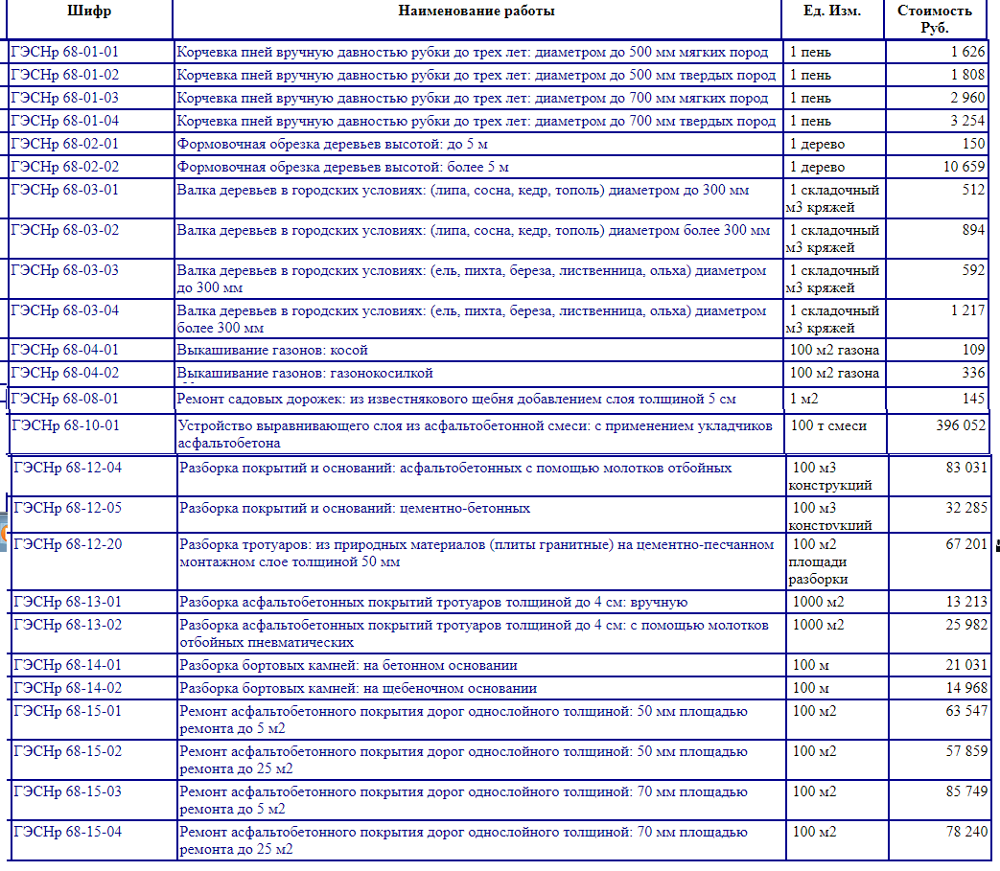 Шифр Наименование работы Ед. Изм. Стоимость
Руб.
ГЭСНр 68-01-01 Корчевка пней вручную давностью рубки до трех лет: диаметром до 500 мм мягких пород 1 пень 1 626
ГЭСНр 68-01-02 Корчевка пней вручную давностью рубки до трех лет: диаметром до 500 мм твердых пород 1 пень 1 808
ГЭСНр 68-01-03 Корчевка пней вручную давностью рубки до трех лет: диаметром до 700 мм мягких пород 1 пень 2 960
ГЭСНр 68-01-04 Корчевка пней вручную давностью рубки до трех лет: диаметром до 700 мм твердых пород 1 пень 3 254
ГЭСНр 68-02-01 Формовочная обрезка деревьев высотой: до 5 м 1 дерево 150
ГЭСНр 68-02-02 Формовочная обрезка деревьев высотой: более 5 м 1 дерево 10 659
ГЭСНр 68-03-01 Валка деревьев в городских условиях: (липа, сосна, кедр, тополь) диаметром до 300 мм 1 складочный 512
м3 кряжей
ГЭСНр 68-03-02 Валка деревьев в городских условиях: (липа, сосна, кедр, тополь) диаметром более 300 мм 1 складочный 894
м3 кряжей
ГЭСНр 68-03-03 Валка деревьев в городских условиях: (ель, пихта, береза, лиственница, ольха) диаметром 1 складочный 592
до 300 мм м3 кряжей
ГЭСНр 68-03-04 Валка деревьев в городских условиях: (ель, пихта, береза, лиственница, ольха) диаметром 1 складочный 1 217
более 300 мм м3 кряжей
ГЭСНр 68-04-01 Выкашивание газонов: косой 100 м2 газона 109
ГЭСНр 68-04-02 Выкашивание газонов: газонокосилкой 100 м2 газона 336
ГЭСНр 68-08-01 Ремонт садовых дорожек: из известнякового щебня добавлением слоя толщиной 5 см 1 м2 145
ГЭСНр 68-10-01 Устройство выравнивающего слоя из асфальтобетонной смеси: с применением укладчиков 100 т смеси 396 052
асфальтобетона
ГЭСНр 68-12-04 Разборка покрытий и оснований: асфальтобетонных с помощью молотков отбойных 100 м3 83 031
конструкций
ГЭСНр 68-12-05 Разборка покрытий и оснований: цементно-бетонных 100 м3 32 285
конструкций
ГЭСНр 68-12-20 Разборка тротуаров: из природных материалов (плиты гранитные) на цементно-песчанном 100 м2 67 201
монтажном слое толщиной 50 мм площади
разборки
ГЭСНр 68-13-01 Разборка асфальтобетонных покрытий тротуаров толщиной до 4 см: вручную 1000 м2 13 213
ГЭСНр 68-13-02 Разборка асфальтобетонных покрытий тротуаров толщиной до 4 см: с помощью молотков 1000 м2 25 982
отбойных пневматических
ГЭСНр 68-14-01 Разборка бортовых камней: на бетонном основании 100 м 21 031
ГЭСНр 68-14-02 Разборка бортовых камней: на щебеночном основании 100 м 14 968
ГЭСНр 68-15-01 Ремонт асфальтобетонного покрытия дорог однослойного толщиной: 50 мм площадью 100 м2 63 547
ремонта до 5 м2
ГЭСНр 68-15-02 Ремонт асфальтобетонного покрытия дорог однослойного толщиной: 50 мм площадью 100 м2 57 859
ремонта до 25 м2
ГЭСНр 68-15-03 Ремонт асфальтобетонного покрытия дорог однослойного толщиной: 70 мм площадью 100 м2 85 749
ремонта до 5 м2
ГЭСНр 68-15-04 Ремонт асфальтобетонного покрытия дорог однослойного толщиной: 70 мм площадью 100 м2 78 240
ремонта до 25 м2